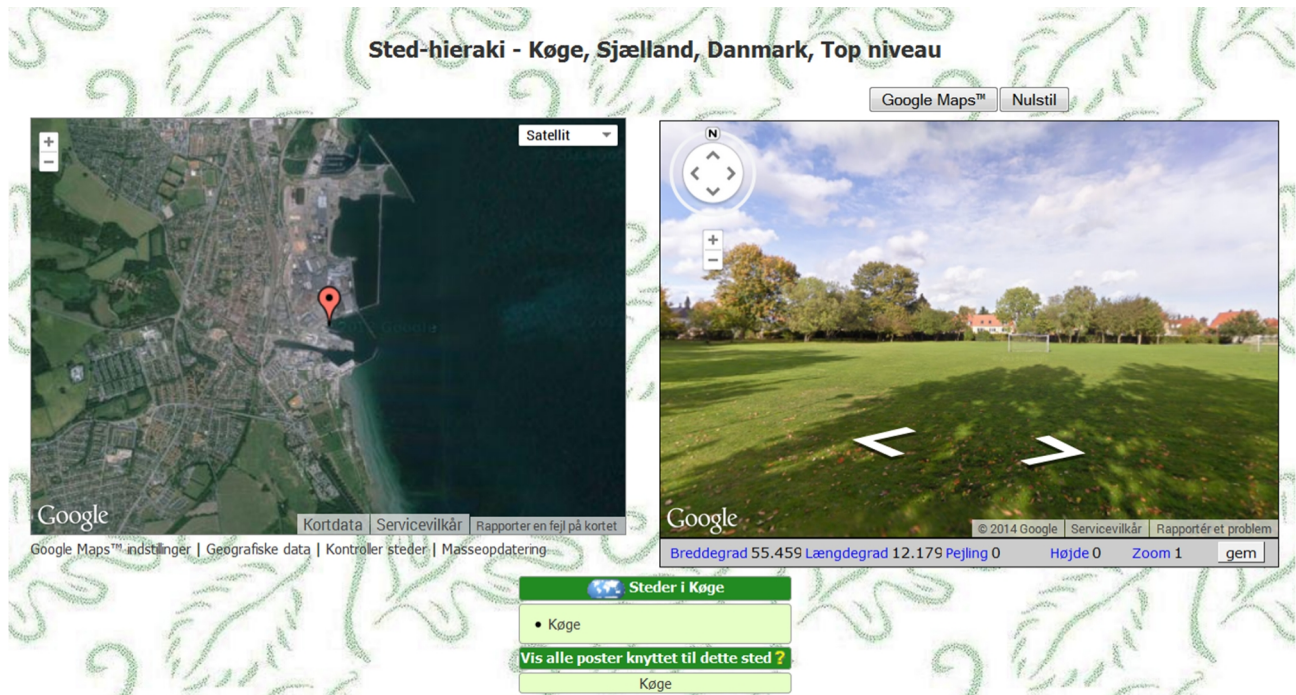 Sted-hieraki - Køge, Sjælland, Danmark, Top niveau
Google Maps™ Nulstil
+
−
Satellit
N
+
−
Google
Kortdata Servicevilkår Rapporter en fejl på kortet
Google Maps™ indstilinger | Geografiske data | Kontroller steder | Masseopdatering
Google
© 2014 Google Servicevilkår Rapportér et problem
Breddegrad 55.459 Længdegrad 12.179 Pejling 0 Højde 0 Zoom 1 gem
Steder i Køge
• Køge
Vis alle poster knyttet til dette sted ?
Køge